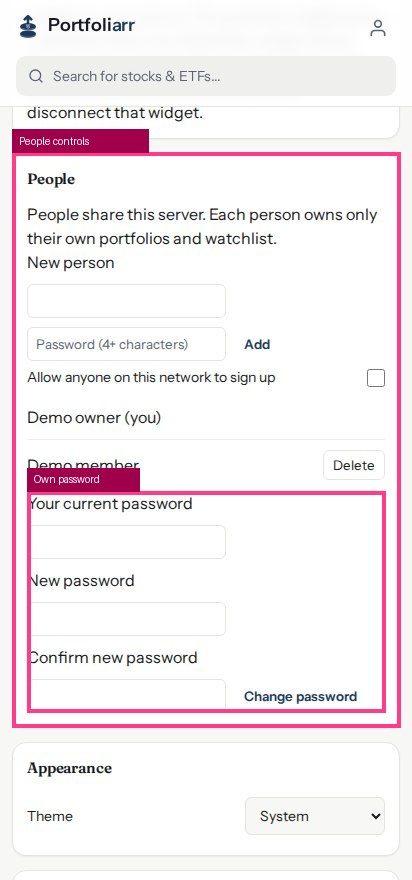 Portfoliarr
Search for stocks & ETFs...
disconnect that widget.
People controls
People
People share this server. Each person owns only
their own portfolios and watchlist.
New person
Password (4+ characters)
Add
Allow anyone on this network to sign up
Demo owner (you)
Demo member
Delete
Own password
Your current password
New password
Confirm new password
Change password
Appearance
Theme
System